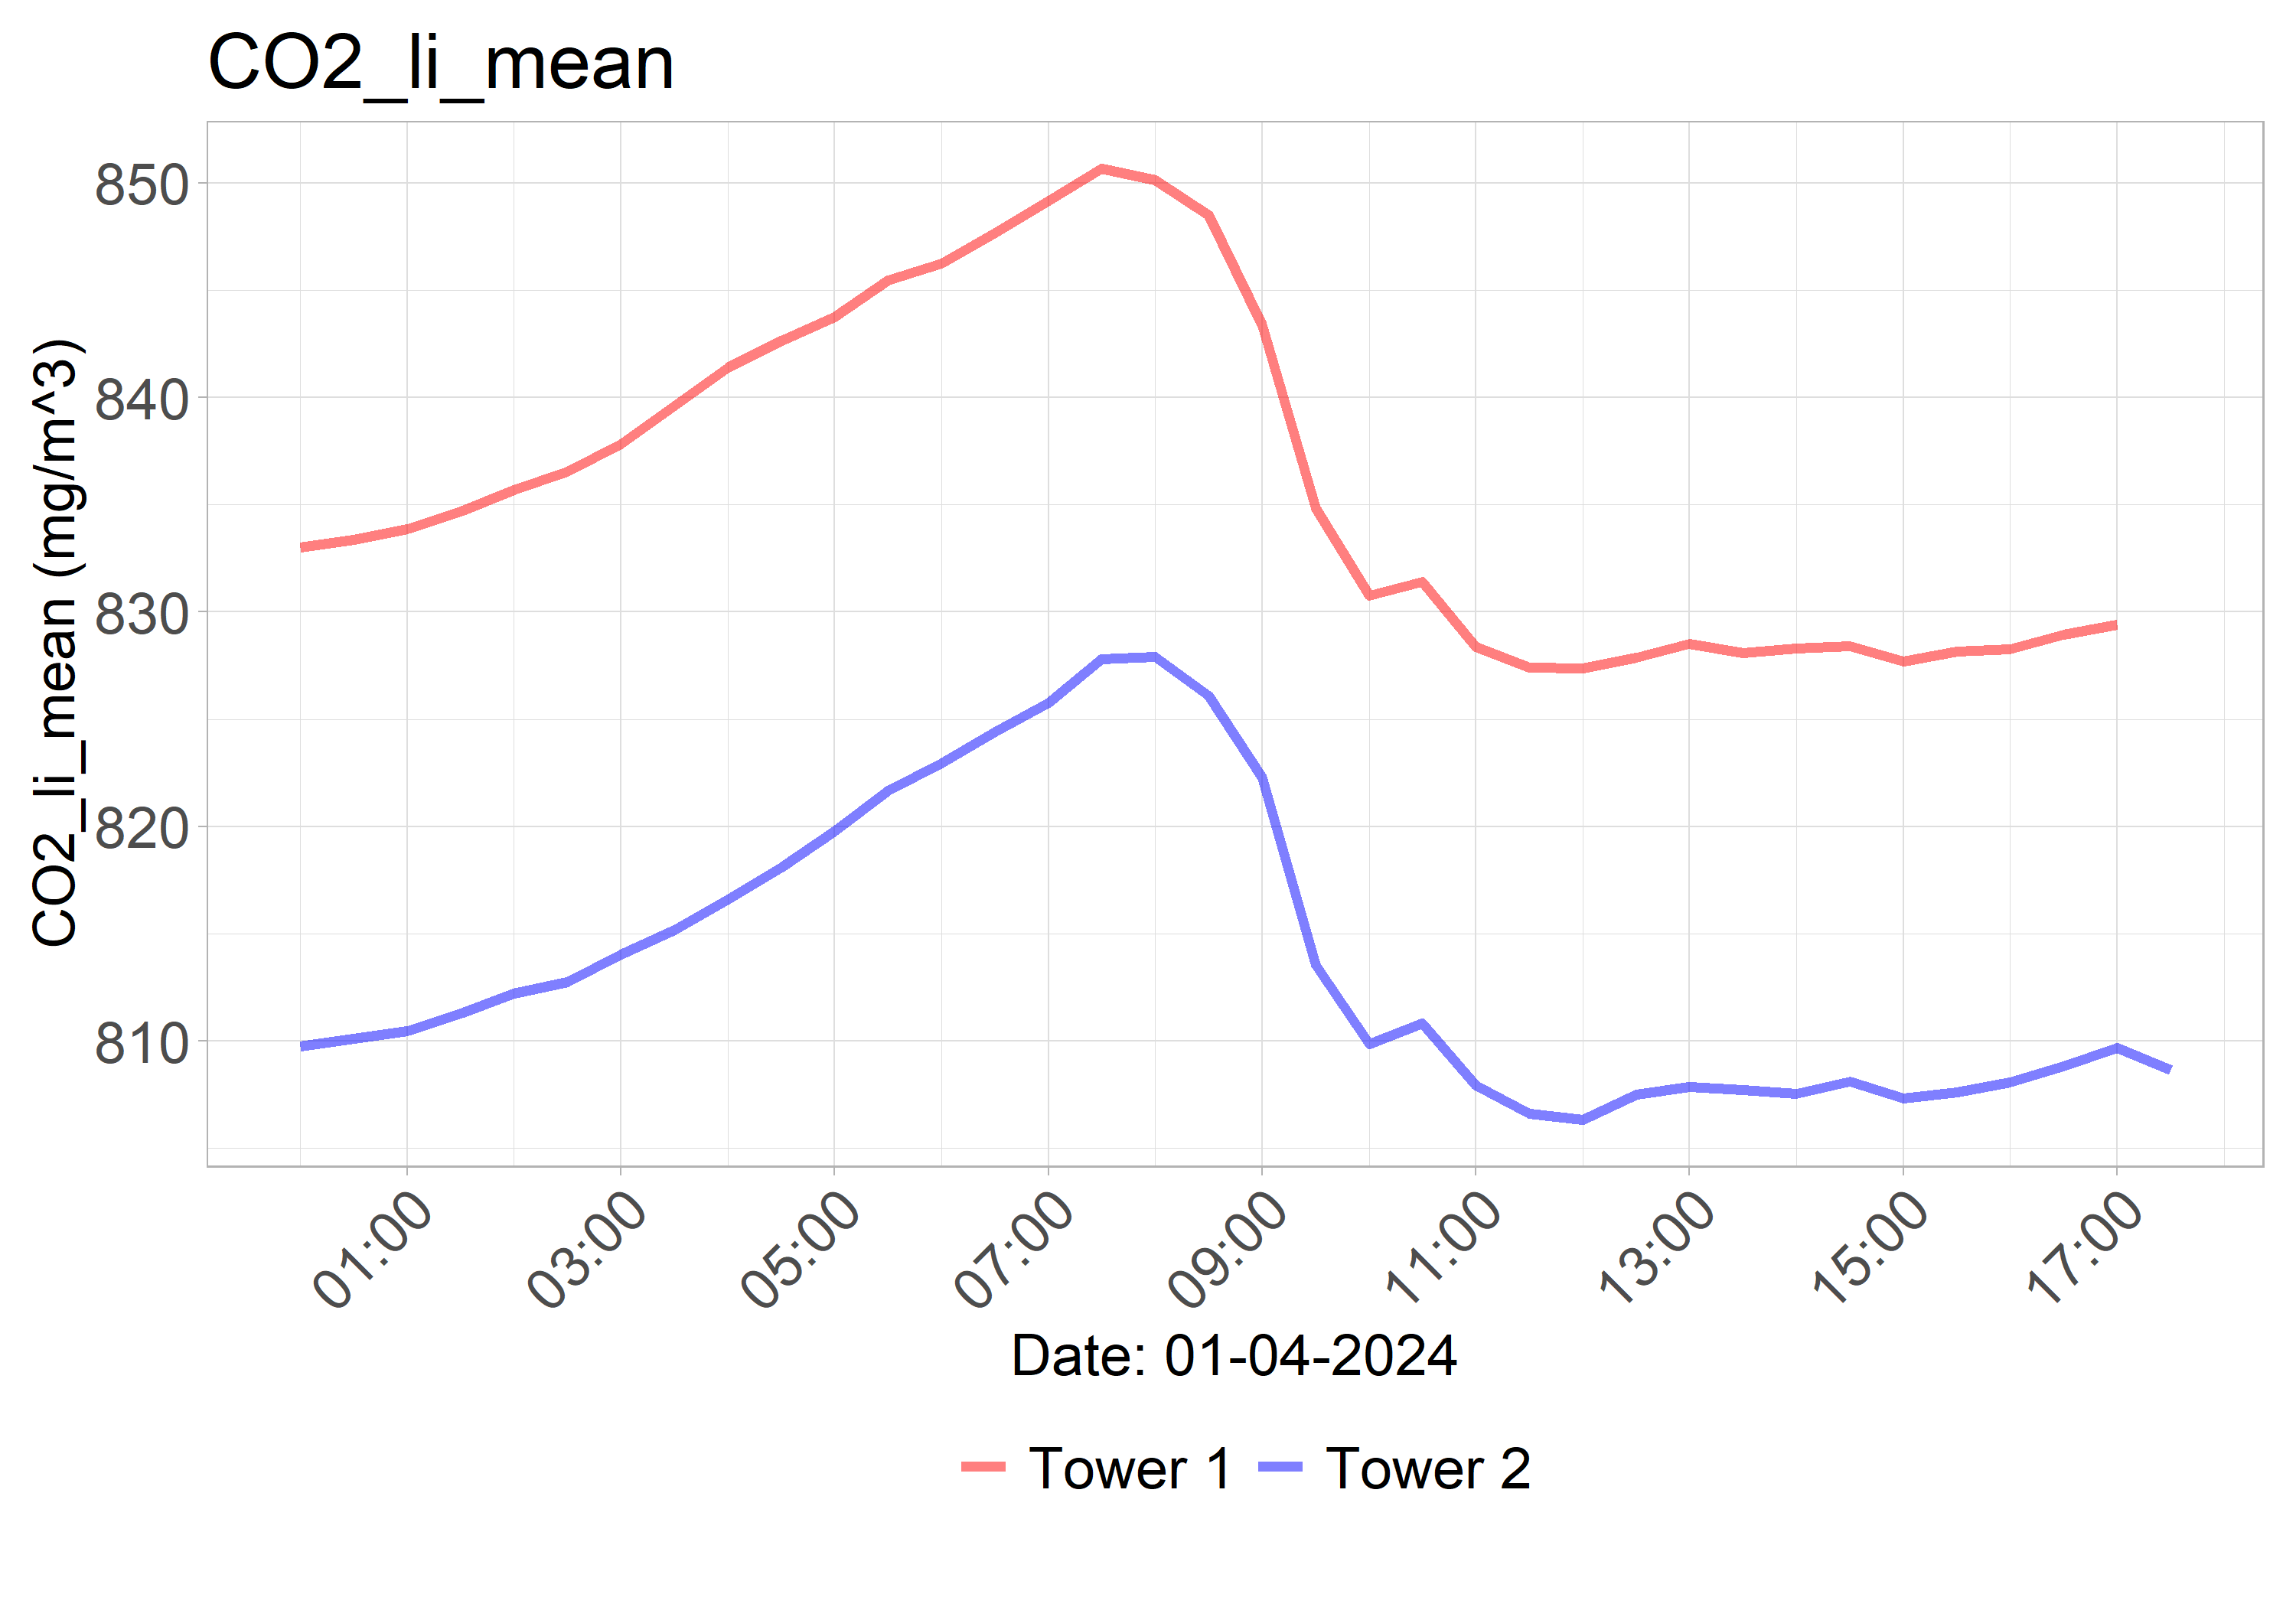 CO2_li_mean
CO2_li_mean (mg/m^3)
850
840
830
820
810
01:00 03:00 05:00 07:00 09:00 11:00 13:00 15:00 17:00
Date: 01-04-2024
Tower 1 Tower 2